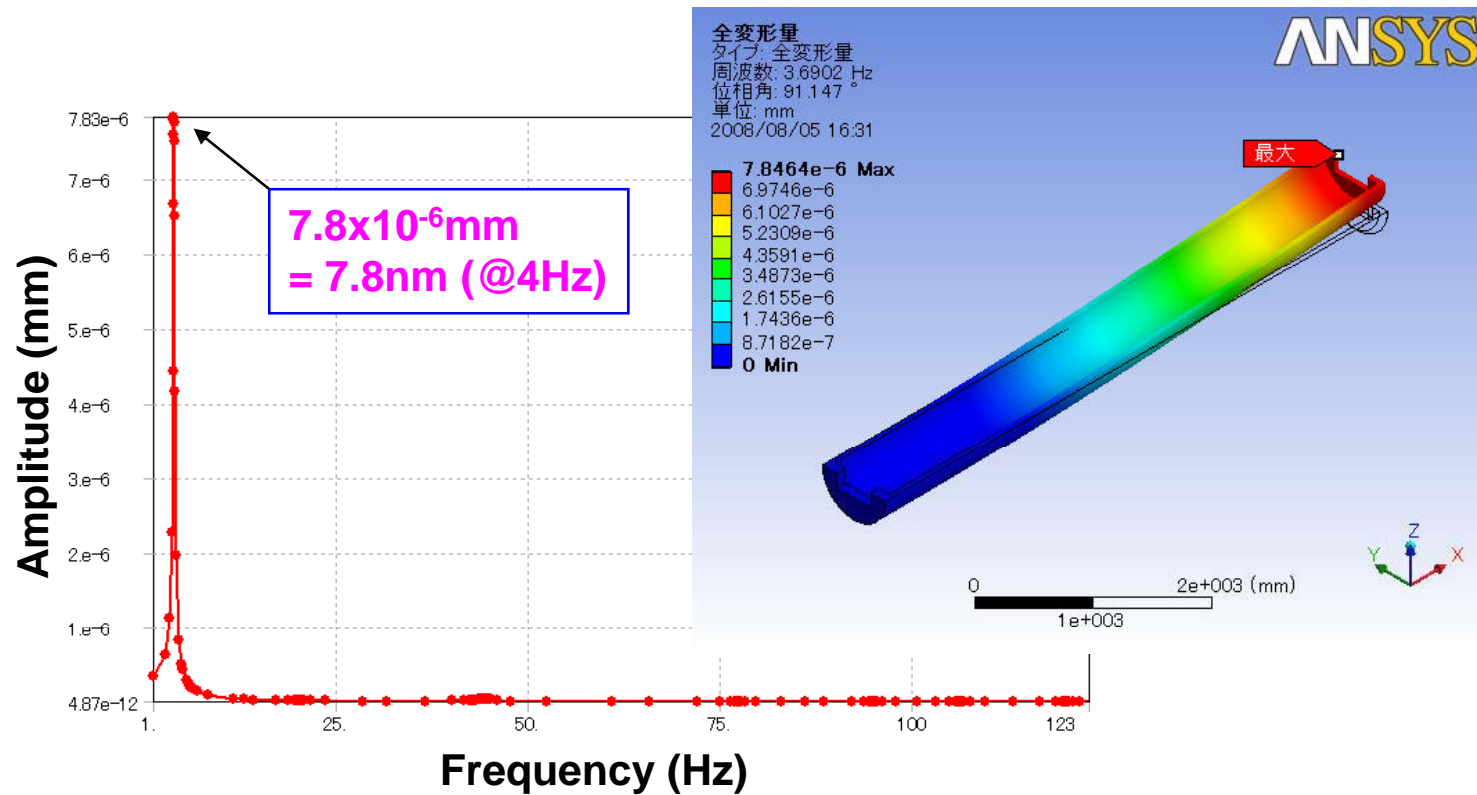 全変形量
タイプ: 全変形量
周波数: 3.6902 Hz
位相角: 91.147 °
単位: mm
2008/08/05 16:31
ANSYS
7.8464e-6 Max
6.9746e-6
6.1027e-6
5.2309e-6
4.3591e-6
3.4873e-6
2.6155e-6
1.7436e-6
8.7182e-7
0 Min
最大
Z
Y
X
0
2e+003 (mm)
1e+003
7.83e-6
7.e-6
6.e-6
5.e-6
4.e-6
3.e-6
2.e-6
1.e-6
4.87e-12
Amplitude (mm)
7.8x10⁻⁶mm
= 7.8nm (@4Hz)
1.
25.
50.
75.
100
123
Frequency (Hz)